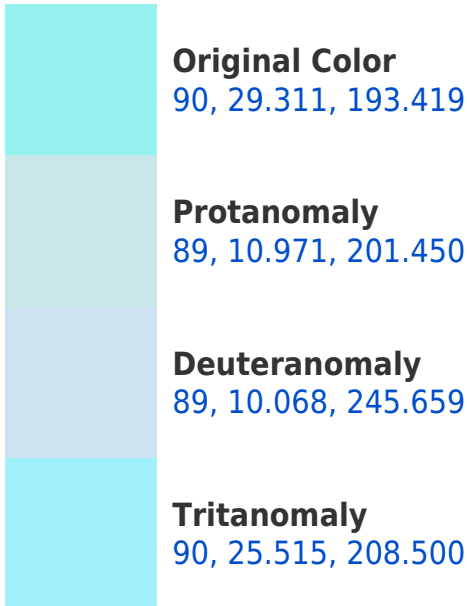 Original Color
90, 29.311, 193.419
Protanomaly
89, 10.971, 201.450
Deuteranomaly
89, 10.068, 245.659
Tritanomaly
90, 25.515, 208.500